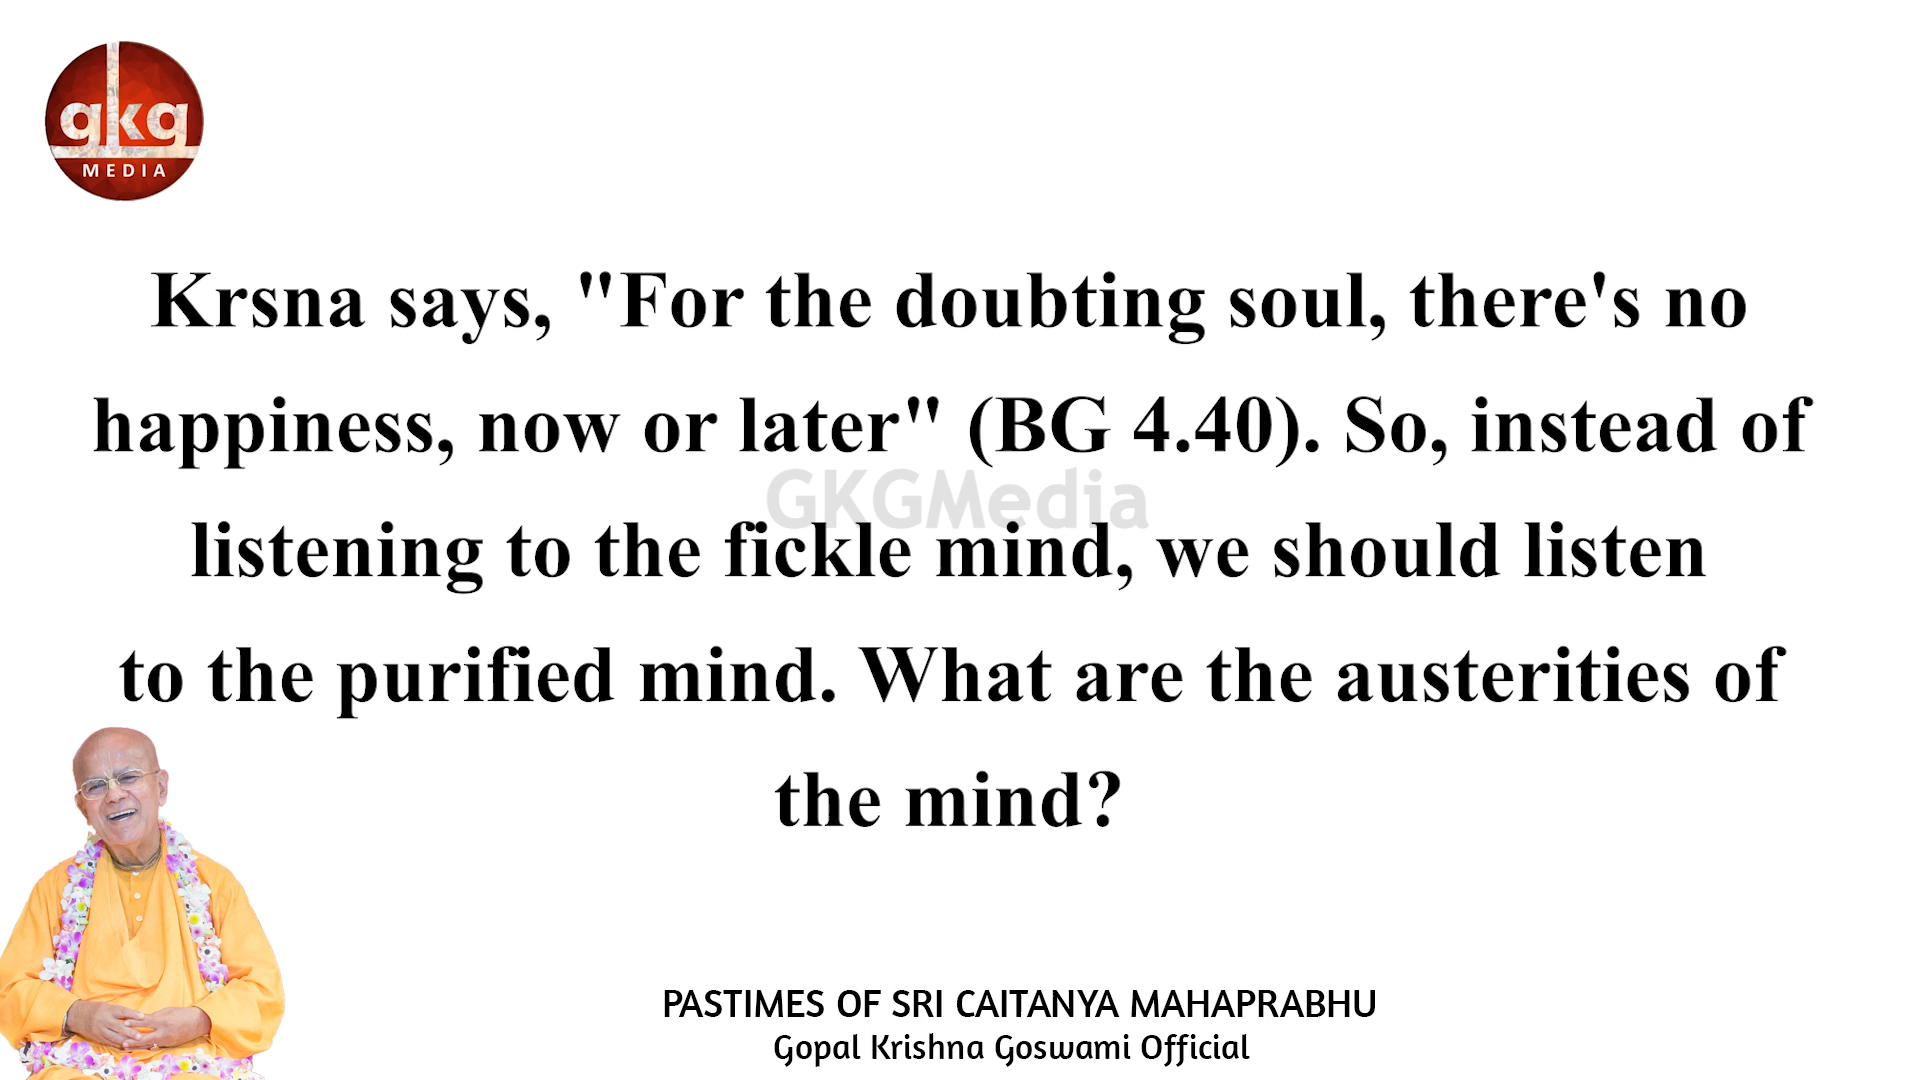 gkg
MEDIA
Krsna says, "For the doubting soul, there's no
happiness, now or later" (BG 4.40). So, instead of
GKGMedia
listening to the fickle mind, we should listen
to the purified mind. What are the austerities of
the mind?
PASTIMES OF SRI CAITANYA MAHAPRABHU
Gopal Krishna Goswami Official